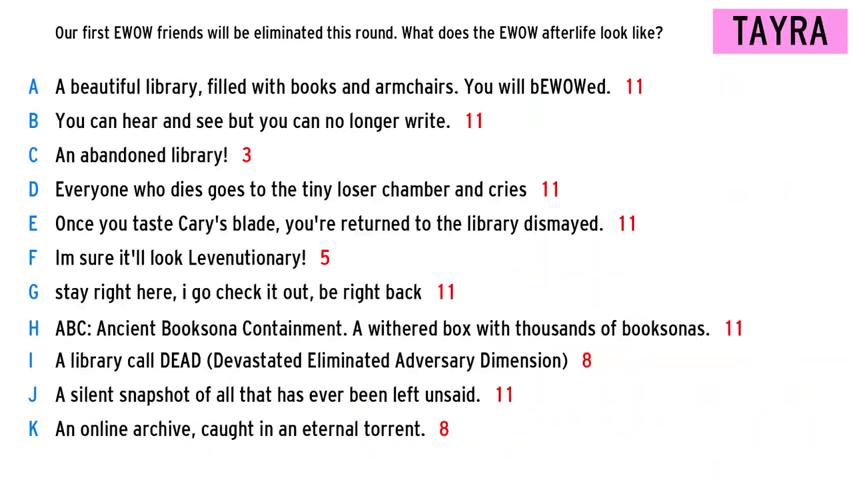 Our first EWOW friends will be eliminated this round. What does the EWOW afterlife look like?
TAYRA
A A beautiful library, filled with books and armchairs. You will bEWOWed. 11
B You can hear and see but you can no longer write. 11
C An abandoned library! 3
D Everyone who dies goes to the tiny loser chamber and cries 11
E Once you taste Cary's blade, you're returned to the library dismayed. 11
F Im sure it'll look Levenutionary! 5
G stay right here, i go check it out, be right back 11
H ABC: Ancient Booksona Containment. A withered box with thousands of booksonas. 11
I A library call DEAD (Devastated Eliminated Adversary Dimension) 8
J A silent snapshot of all that has ever been left unsaid. 11
K An online archive, caught in an eternal torrent. 8